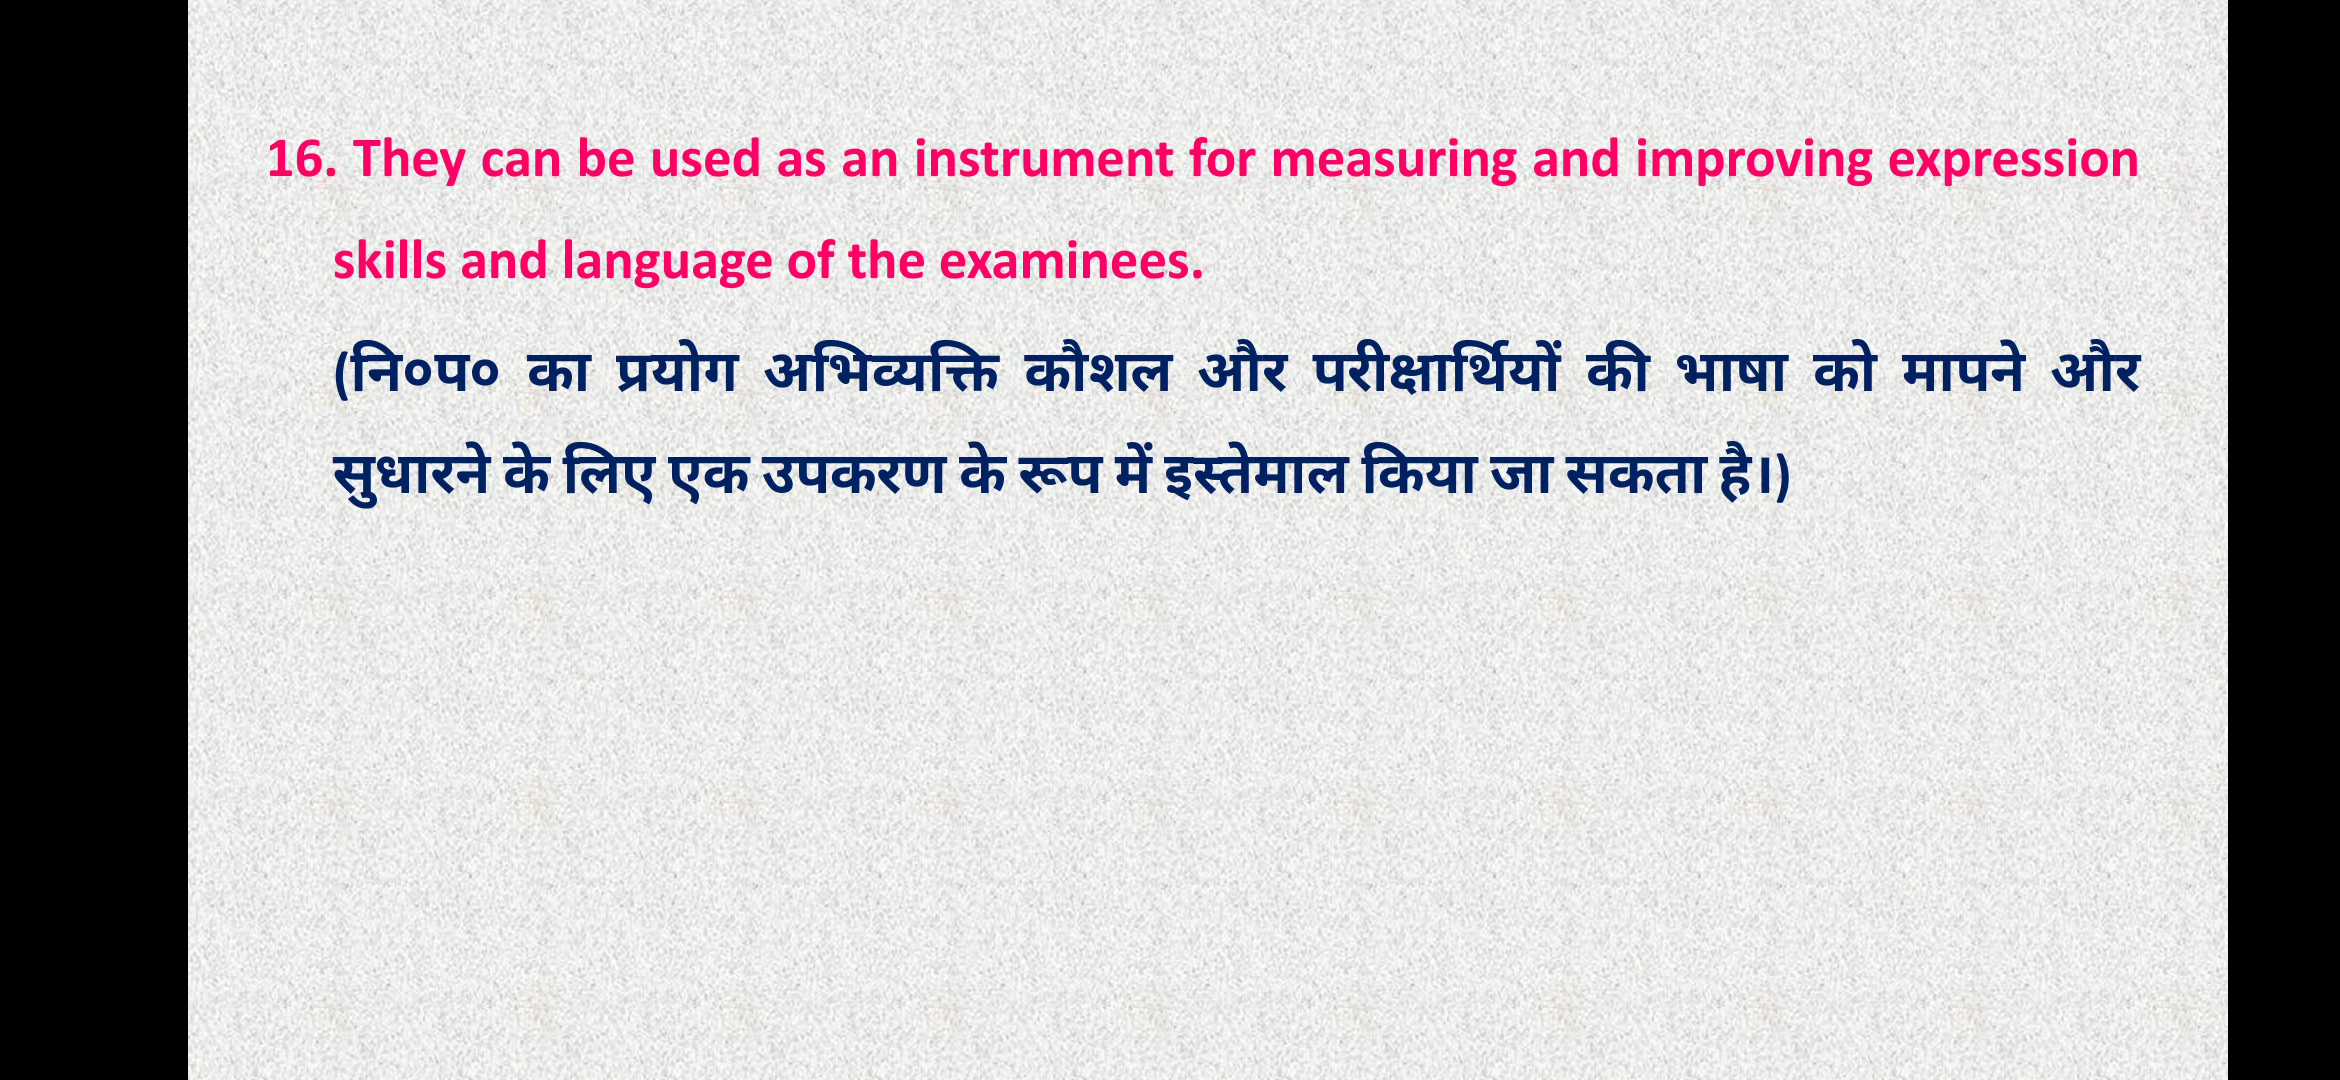 16. They can be used as an instrument for measuring and improving expression
skills and language of the examinees.
(नि०प० का प्रयोग अभिव्यक्ति कौशल और परीक्षार्थियों की भाषा को मापने और
सुधारने के लिए एक उपकरण के रूप में इस्तेमाल किया जा सकता है।)